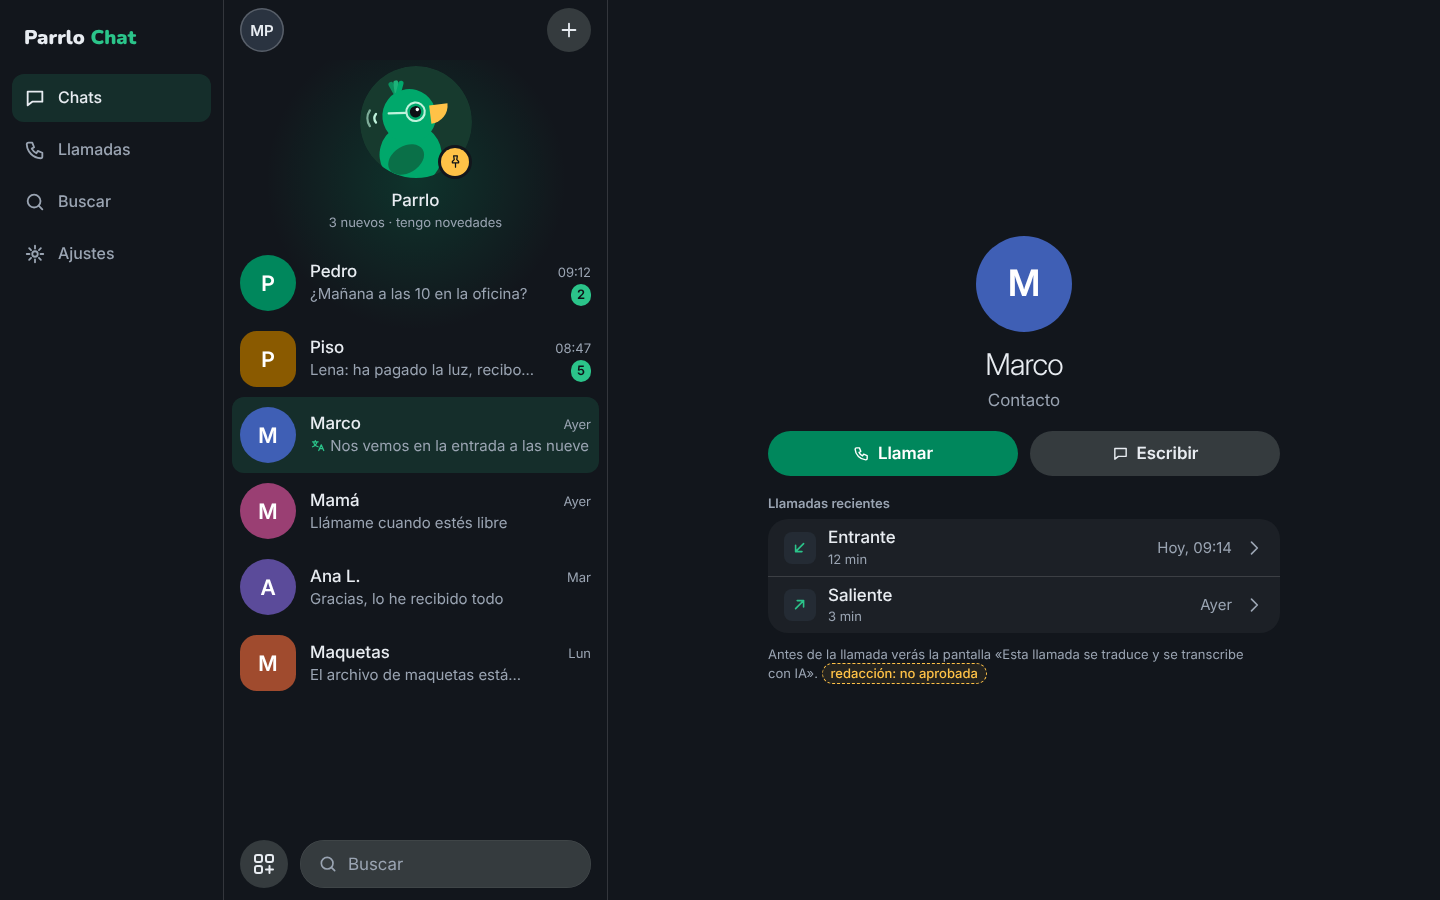 Parrlo Chat
Chats
Llamadas
Buscar
Ajustes
MP
Parrlo
3 nuevos · tengo novedades
P
Pedro
09:12
¿Mañana a las 10 en la oficina?
2
P
Piso
08:47
Lena: ha pagado la luz, recibo...
5
M
Marco
Ayer
Nos vemos en la entrada a las nueve
M
Mamá
Ayer
Llámame cuando estés libre
A
Ana L.
Mar
Gracias, lo he recibido todo
M
Maquetas
Lun
El archivo de maquetas está...
Buscar
M
Marco
Contacto
Llamar
Escribir
Llamadas recientes
Entrante
12 min
Hoy, 09:14
Saliente
3 min
Ayer
Antes de la llamada verás la pantalla «Esta llamada se traduce y se transcribe
con IA». redacción: no aprobada